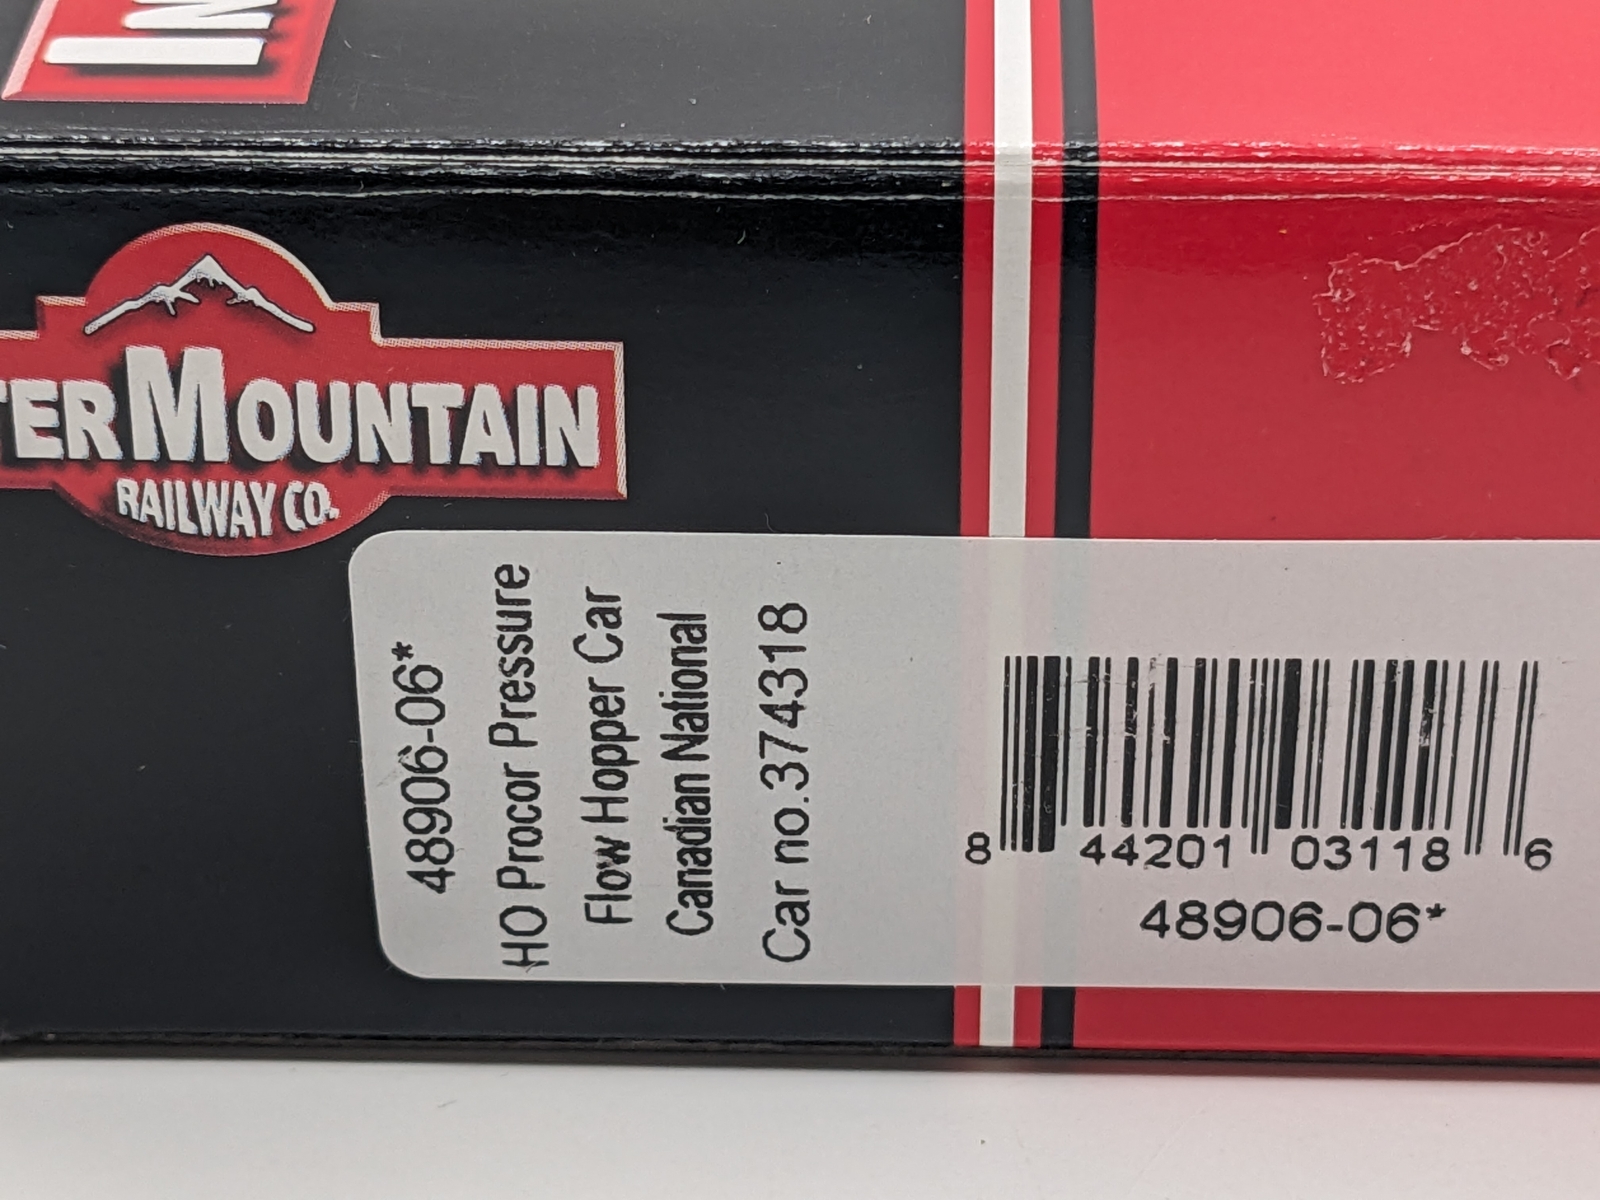 In
terMountain
Railway Co.
48906-06*
HO Procor Pressure
Flow Hopper Car
Canadian National
Car no.374318
8 44201 03118 6
48906-06*